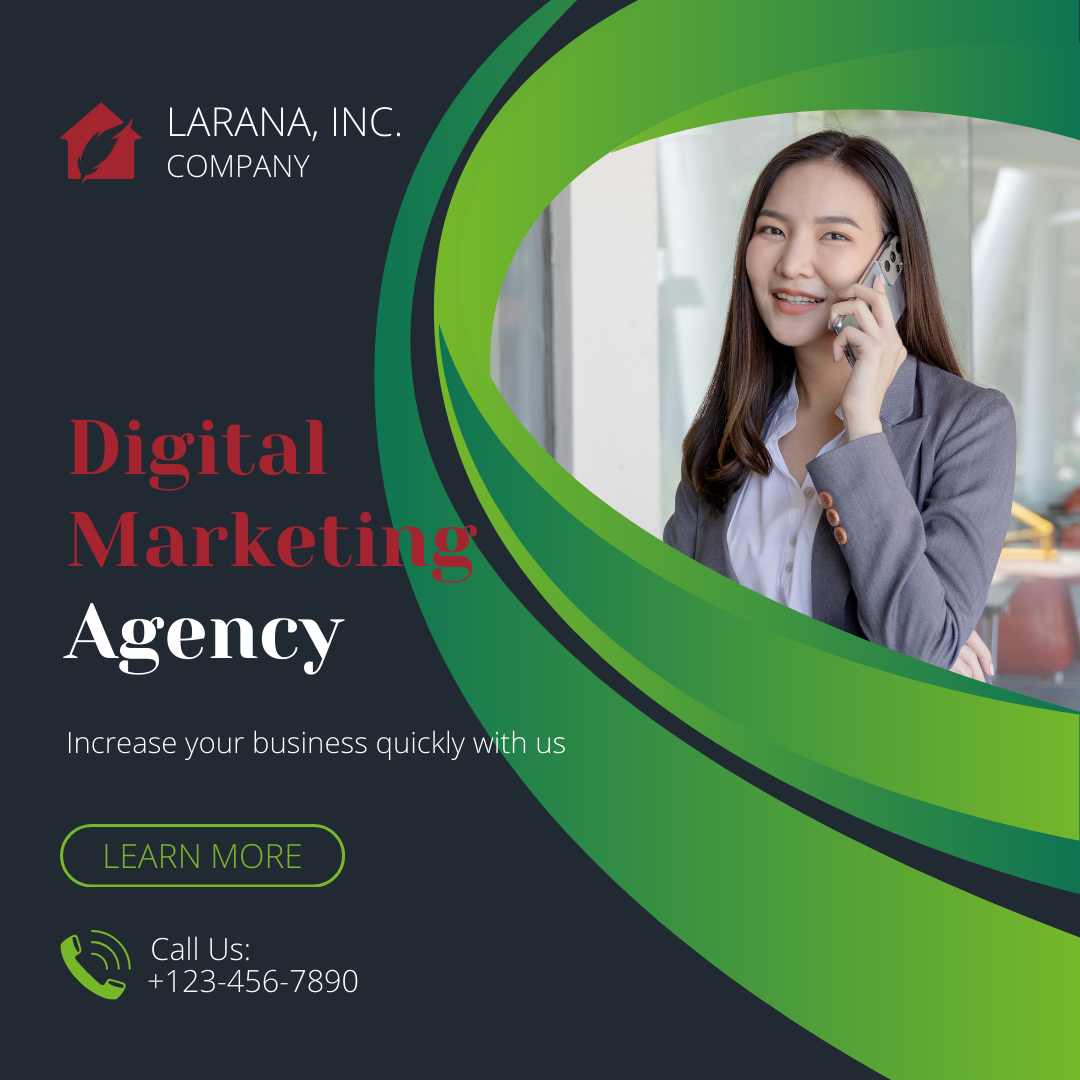 LARANA, INC.
COMPANY
Digital
Marketing
Agency
Increase your business quickly with us
LEARN MORE
Call Us:
+123-456-7890